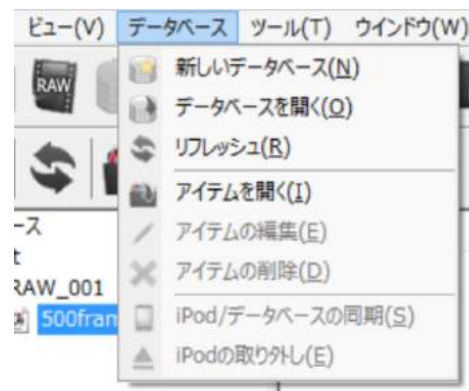 ビュー(V) データベース ツール(T) ウインドウ(W)
RAW
新しいデータベース(N)
データベースを開く(O)
リフレッシュ(R)
アイテムを開く(I)
アイテムの編集(E)
アイテムの削除(D)
iPod/データベースの同期(S)
iPodの取り外し(E)
ース
t
RAW_001
500fram